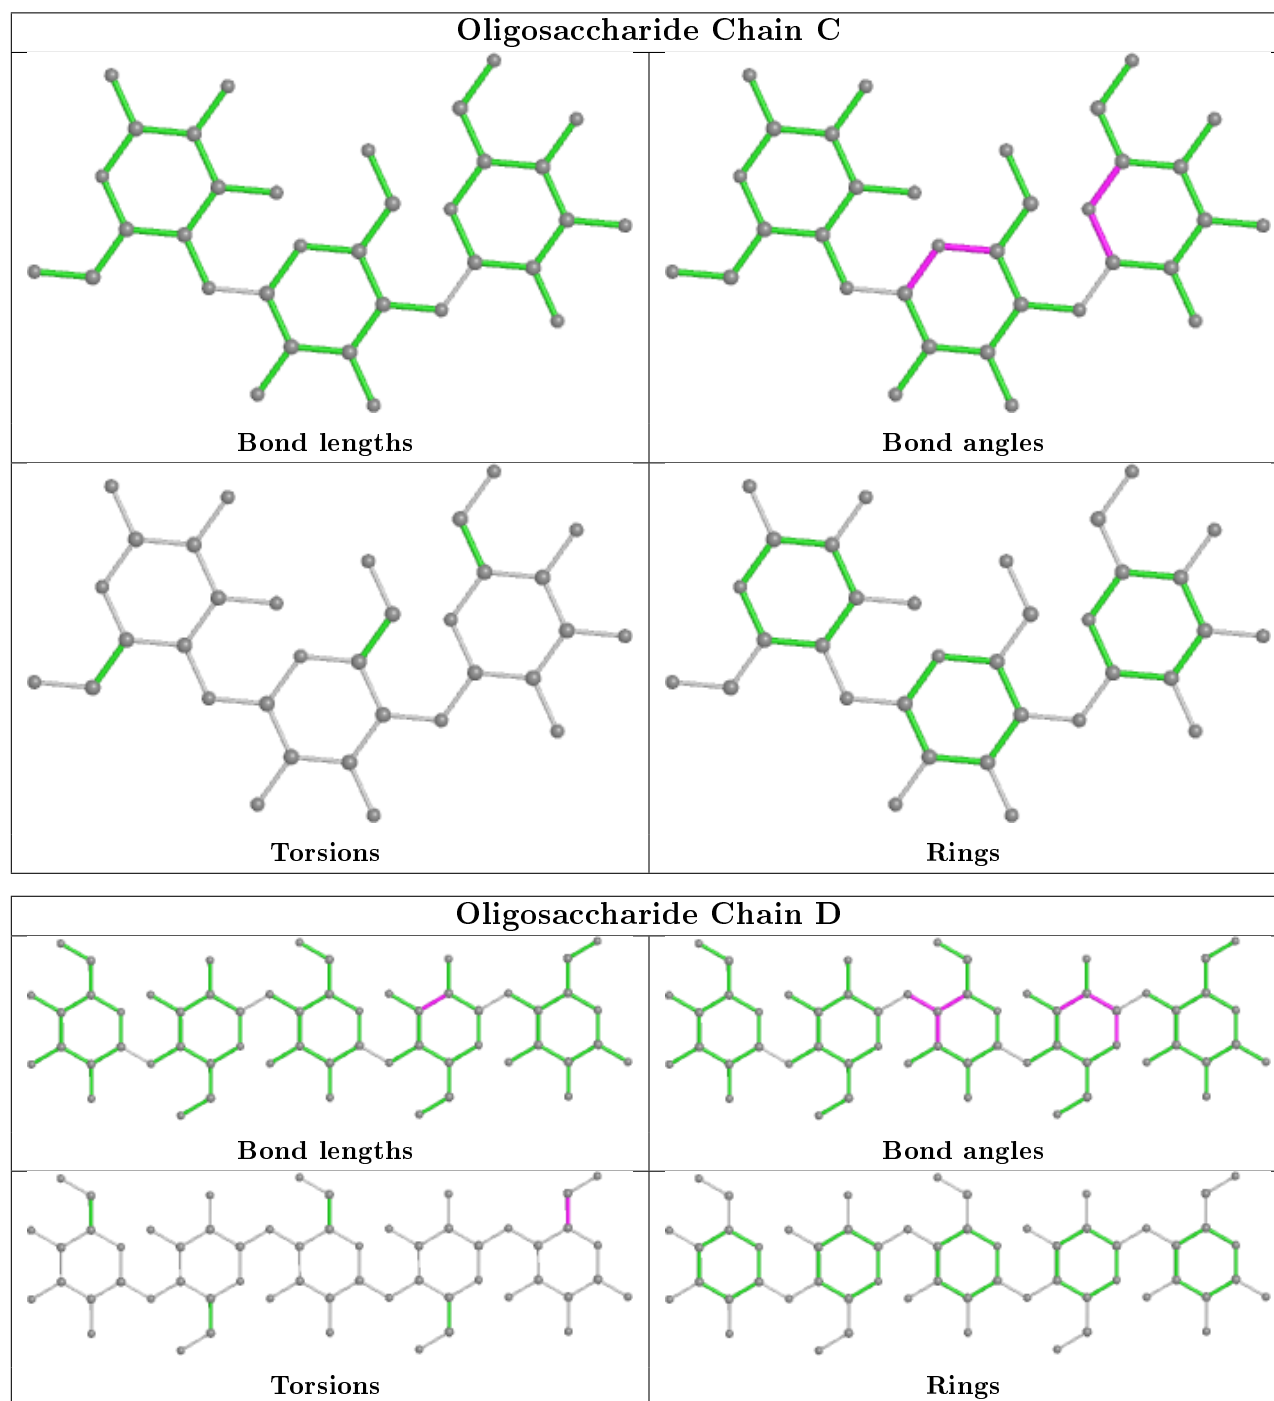 Oligosaccharide Chain C
Bond lengths
Bond angles
Torsions
Rings
Oligosaccharide Chain D
Bond lengths
Bond angles
Torsions
Rings